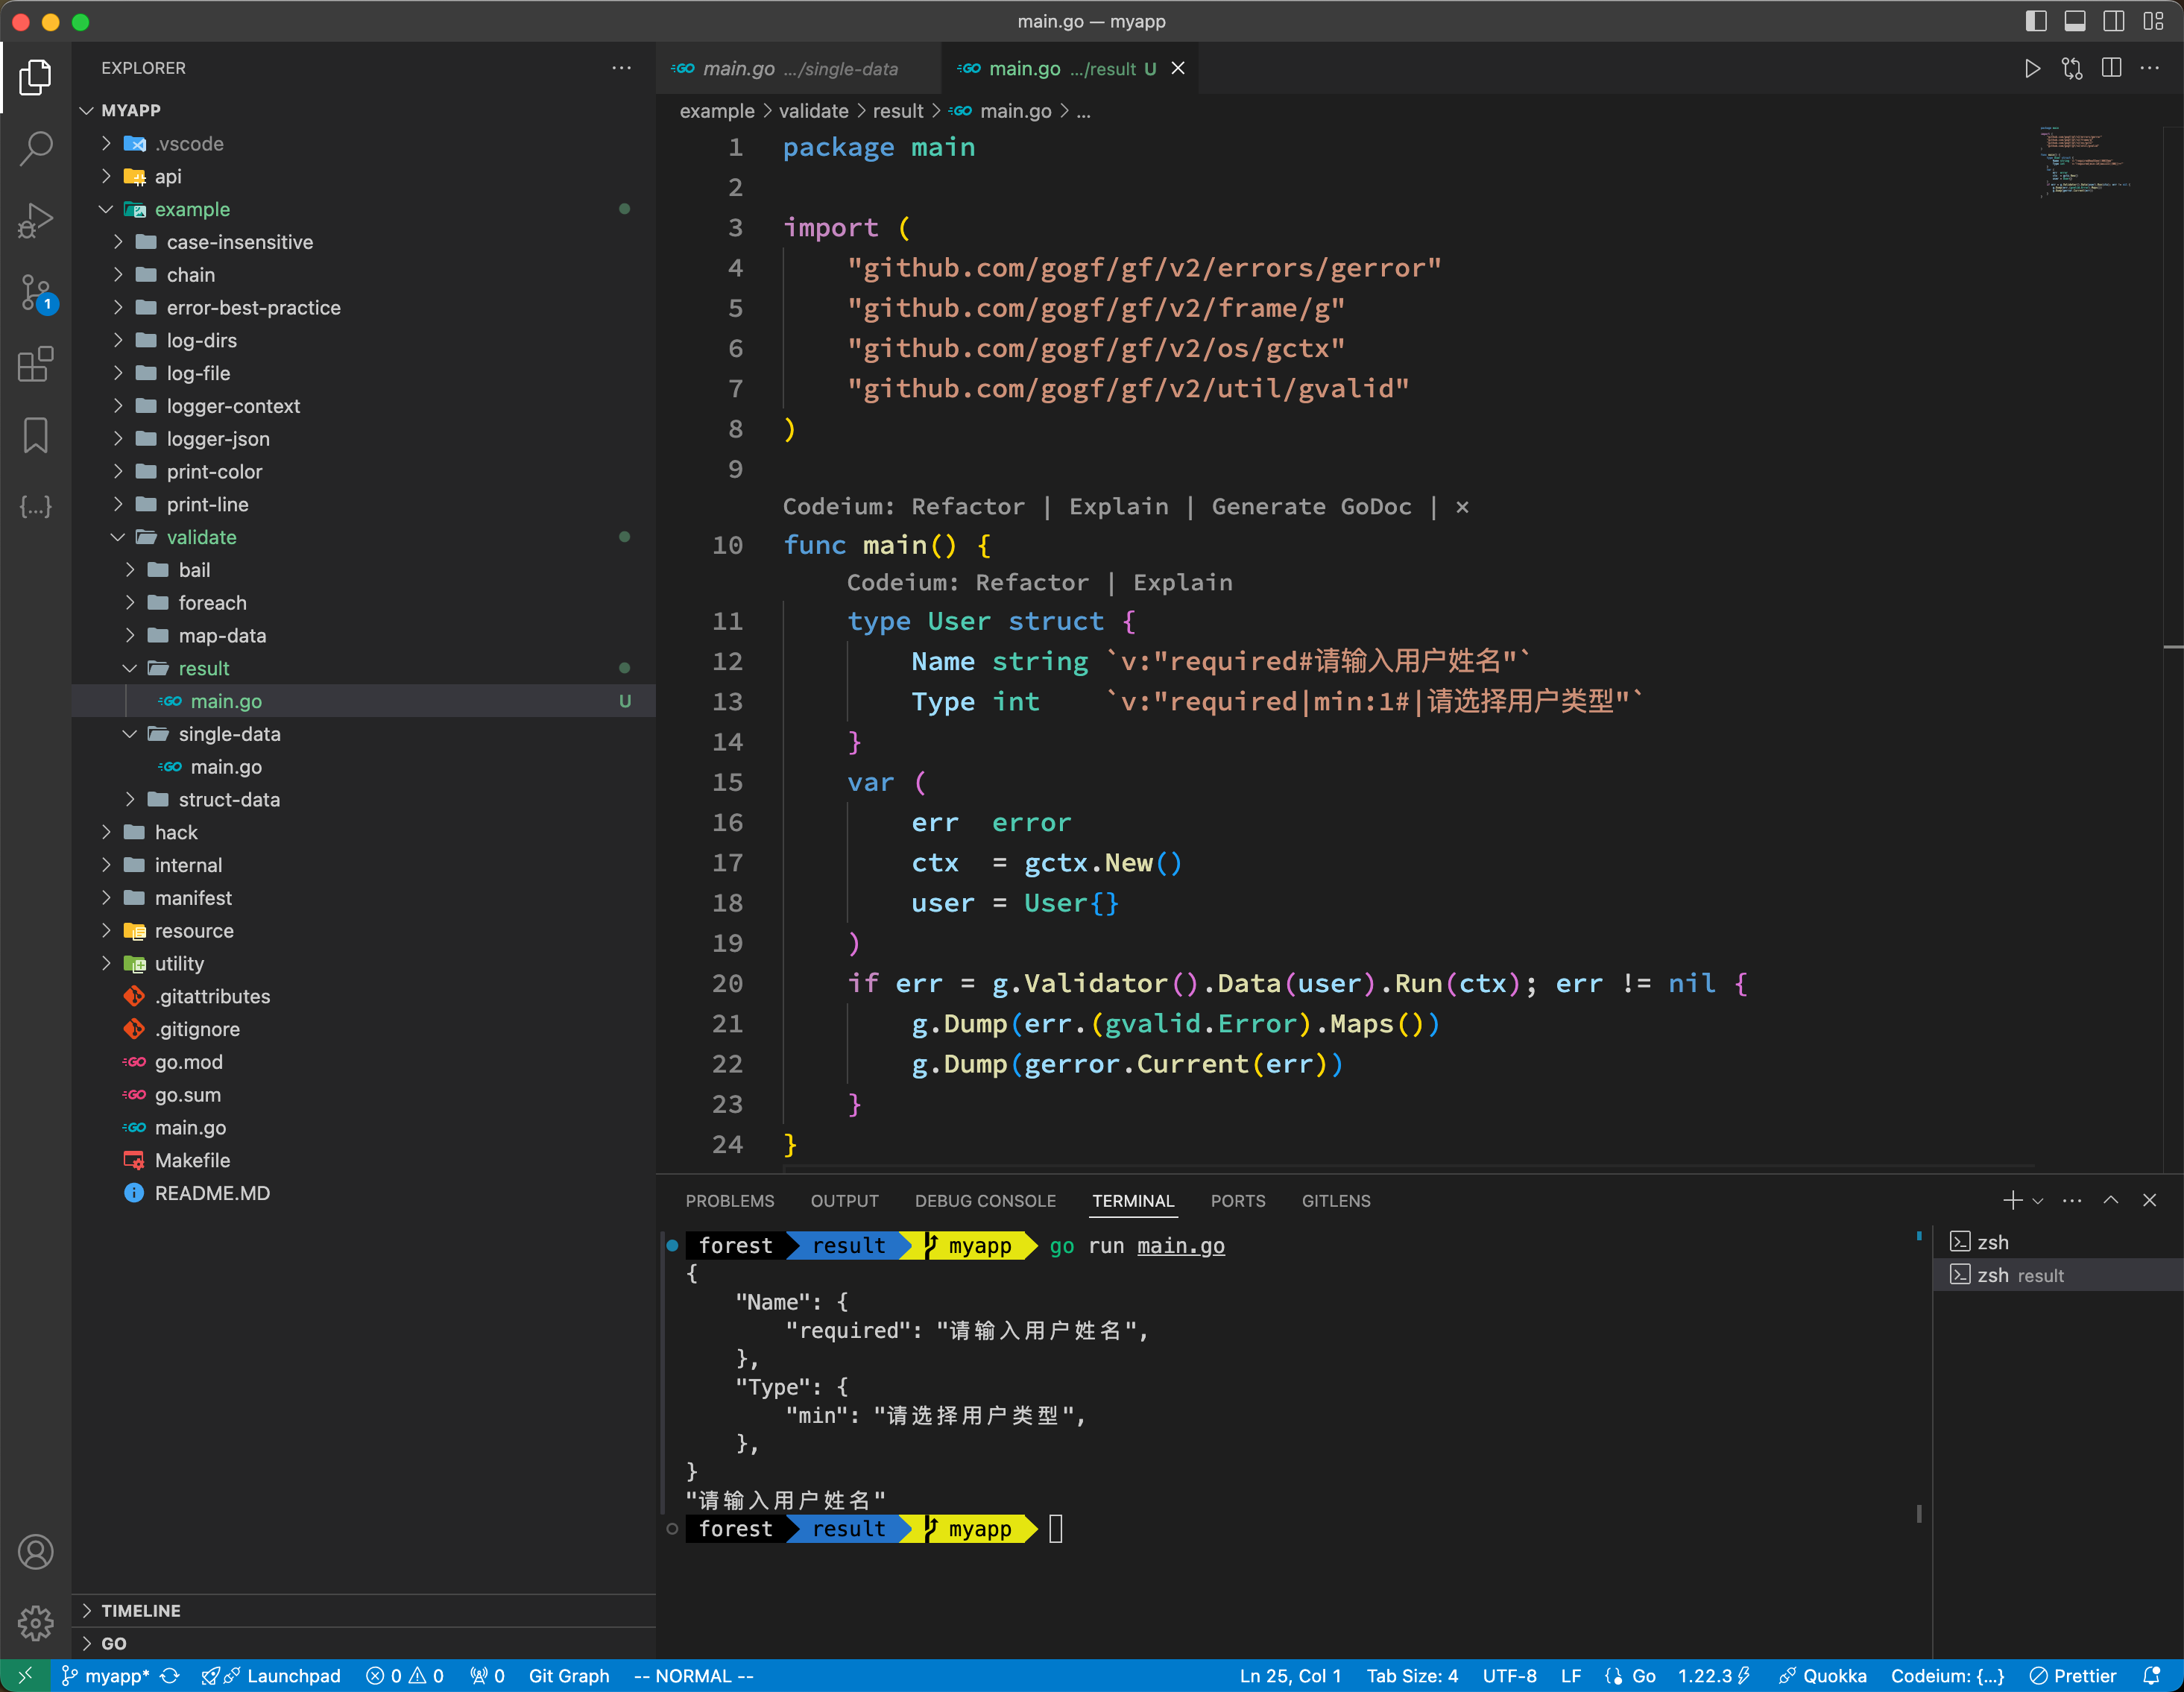 main.go — myapp
EXPLORER
MYAPP
.vscode
api
example
case-insensitive
chain
error-best-practice
log-dirs
log-file
logger-context
logger-json
print-color
print-line
validate
bail
foreach
map-data
result
main.go U
single-data
main.go
struct-data
hack
internal
manifest
resource
utility
.gitattributes
.gitignore
go.mod
go.sum
main.go
Makefile
README.MD
TIMELINE
GO
1
main.go .../single-data
main.go .../result U
example > validate > result > main.go > ...
1 package main
2
3 import (
4 "github.com/gogf/gf/v2/errors/gerror"
5 "github.com/gogf/gf/v2/frame/g"
6 "github.com/gogf/gf/v2/os/gctx"
7 "github.com/gogf/gf/v2/util/gvalid"
8 )
9
Codeium: Refactor | Explain | Generate GoDoc | ×
10 func main() {
Codeium: Refactor | Explain
11 type User struct {
12 Name string `v:"required#请输入用户姓名"`
13 Type int `v:"required|min:1#|请选择用户类型"`
14 }
15 var (
16 err error
17 ctx = gctx.New()
18 user = User{}
19 )
20 if err = g.Validator().Data(user).Run(ctx); err != nil {
21 g.Dump(err.(gvalid.Error).Maps())
22 g.Dump(gerror.Current(err))
23 }
24 }
PROBLEMS OUTPUT DEBUG CONSOLE TERMINAL PORTS GITLENS
forest result myapp go run main.go
{
"Name": {
"required": "请输入用户姓名",
},
"Type": {
"min": "请选择用户类型",
},
}
"请输入用户姓名"
forest result myapp
zsh
zsh result
myapp* Launchpad 0 0 0 Git Graph -- NORMAL -- Ln 25, Col 1 Tab Size: 4 UTF-8 LF Go 1.22.3 Quokka Codeium: {...} Prettier